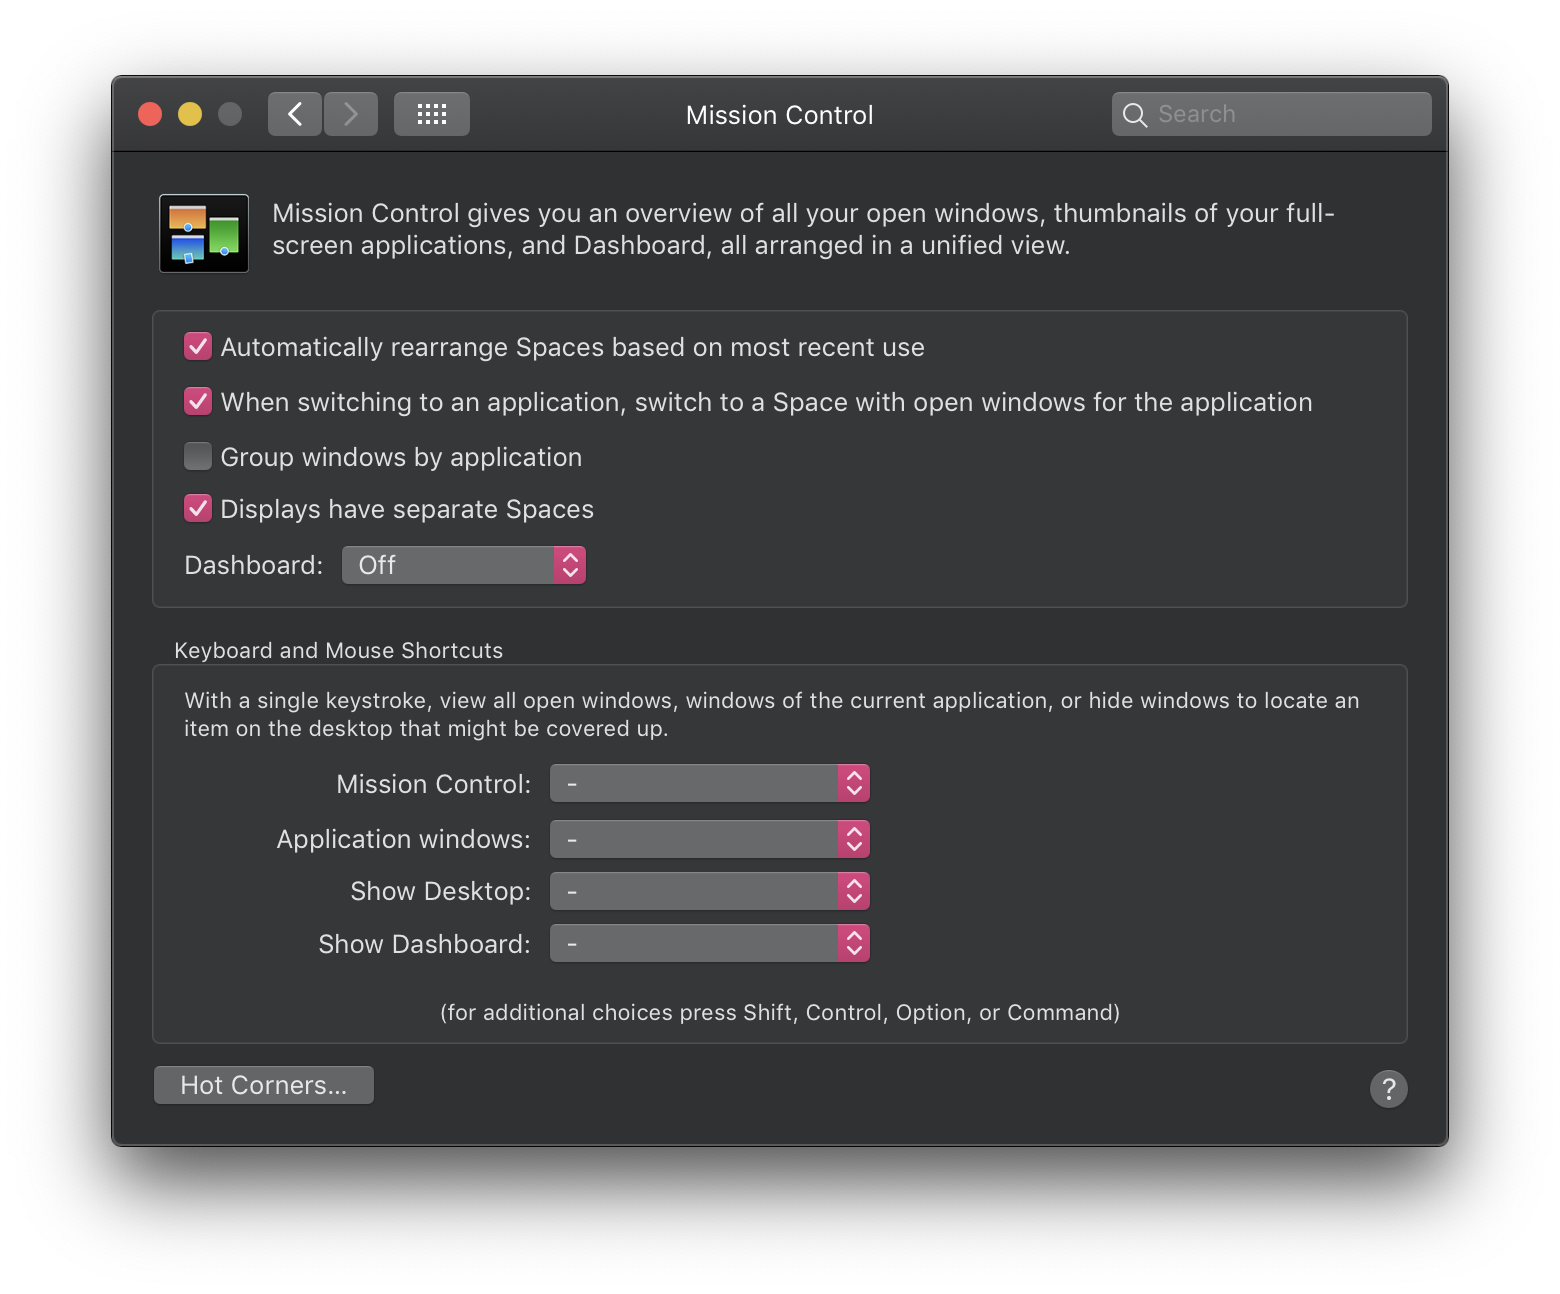 Mission Control
Search
Mission Control gives you an overview of all your open windows, thumbnails of your full-
screen applications, and Dashboard, all arranged in a unified view.
Automatically rearrange Spaces based on most recent use
When switching to an application, switch to a Space with open windows for the application
Group windows by application
Displays have separate Spaces
Dashboard: Off
Keyboard and Mouse Shortcuts
With a single keystroke, view all open windows, windows of the current application, or hide windows to locate an
item on the desktop that might be covered up.
Mission Control: -
Application windows: -
Show Desktop: -
Show Dashboard: -
(for additional choices press Shift, Control, Option, or Command)
Hot Corners...
?